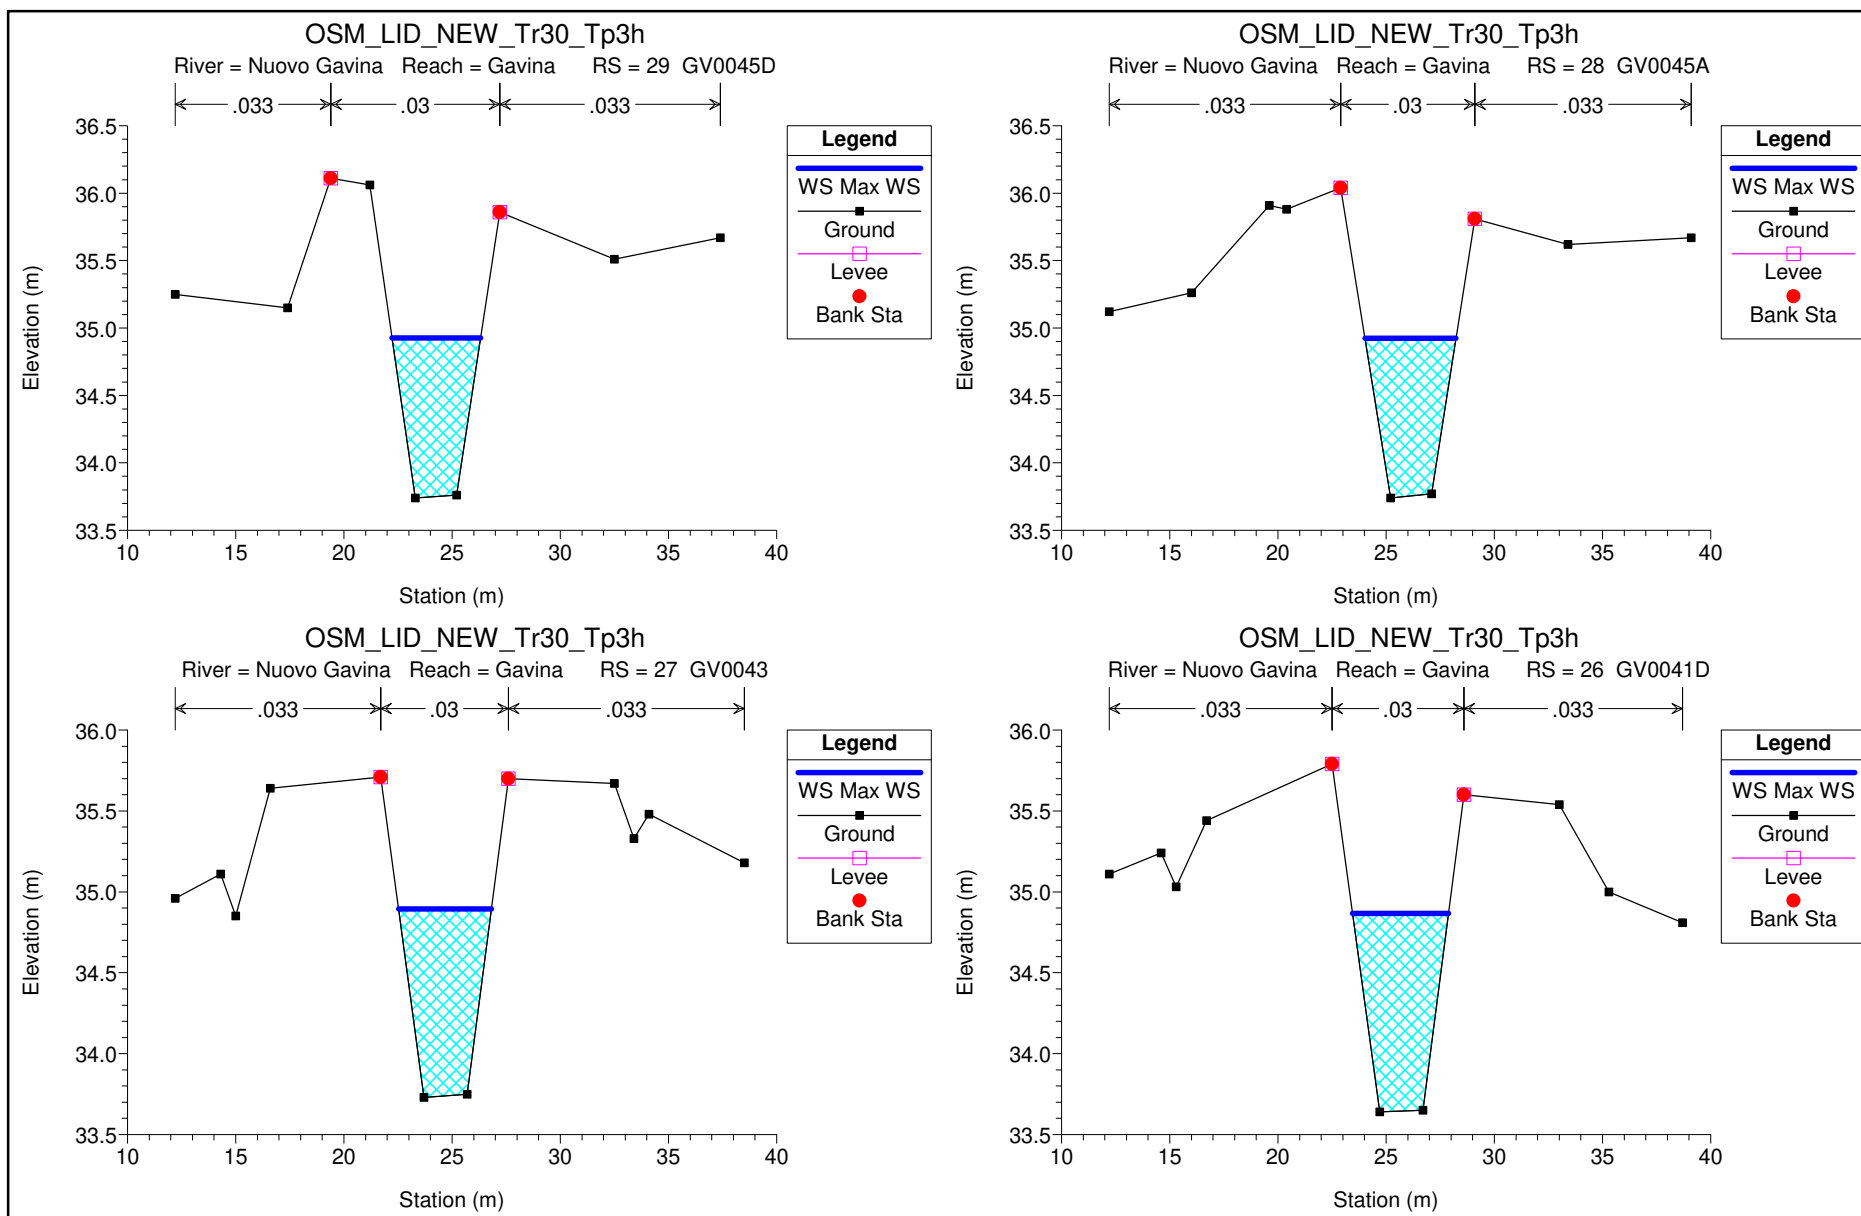 OSM_LID_NEW_Tr30_Tp3h
River = Nuovo Gavina Reach = Gavina RS = 29 GV0045D
.033 .03 .033
36.5
36.0
35.5
35.0
34.5
34.0
33.5
10 15 20 25 30 35 40
Station (m)
Elevation (m)
Legend
WS Max WS
Ground
Levee
Bank Sta
OSM_LID_NEW_Tr30_Tp3h
River = Nuovo Gavina Reach = Gavina RS = 28 GV0045A
.033 .03 .033
36.5
36.0
35.5
35.0
34.5
34.0
33.5
10 15 20 25 30 35 40
Station (m)
Elevation (m)
Legend
WS Max WS
Ground
Levee
Bank Sta
OSM_LID_NEW_Tr30_Tp3h
River = Nuovo Gavina Reach = Gavina RS = 27 GV0043
.033 .03 .033
36.0
35.5
35.0
34.5
34.0
33.5
10 15 20 25 30 35 40
Station (m)
Elevation (m)
Legend
WS Max WS
Ground
Levee
Bank Sta
OSM_LID_NEW_Tr30_Tp3h
River = Nuovo Gavina Reach = Gavina RS = 26 GV0041D
.033 .03 .033
36.0
35.5
35.0
34.5
34.0
33.5
10 15 20 25 30 35 40
Station (m)
Elevation (m)
Legend
WS Max WS
Ground
Levee
Bank Sta